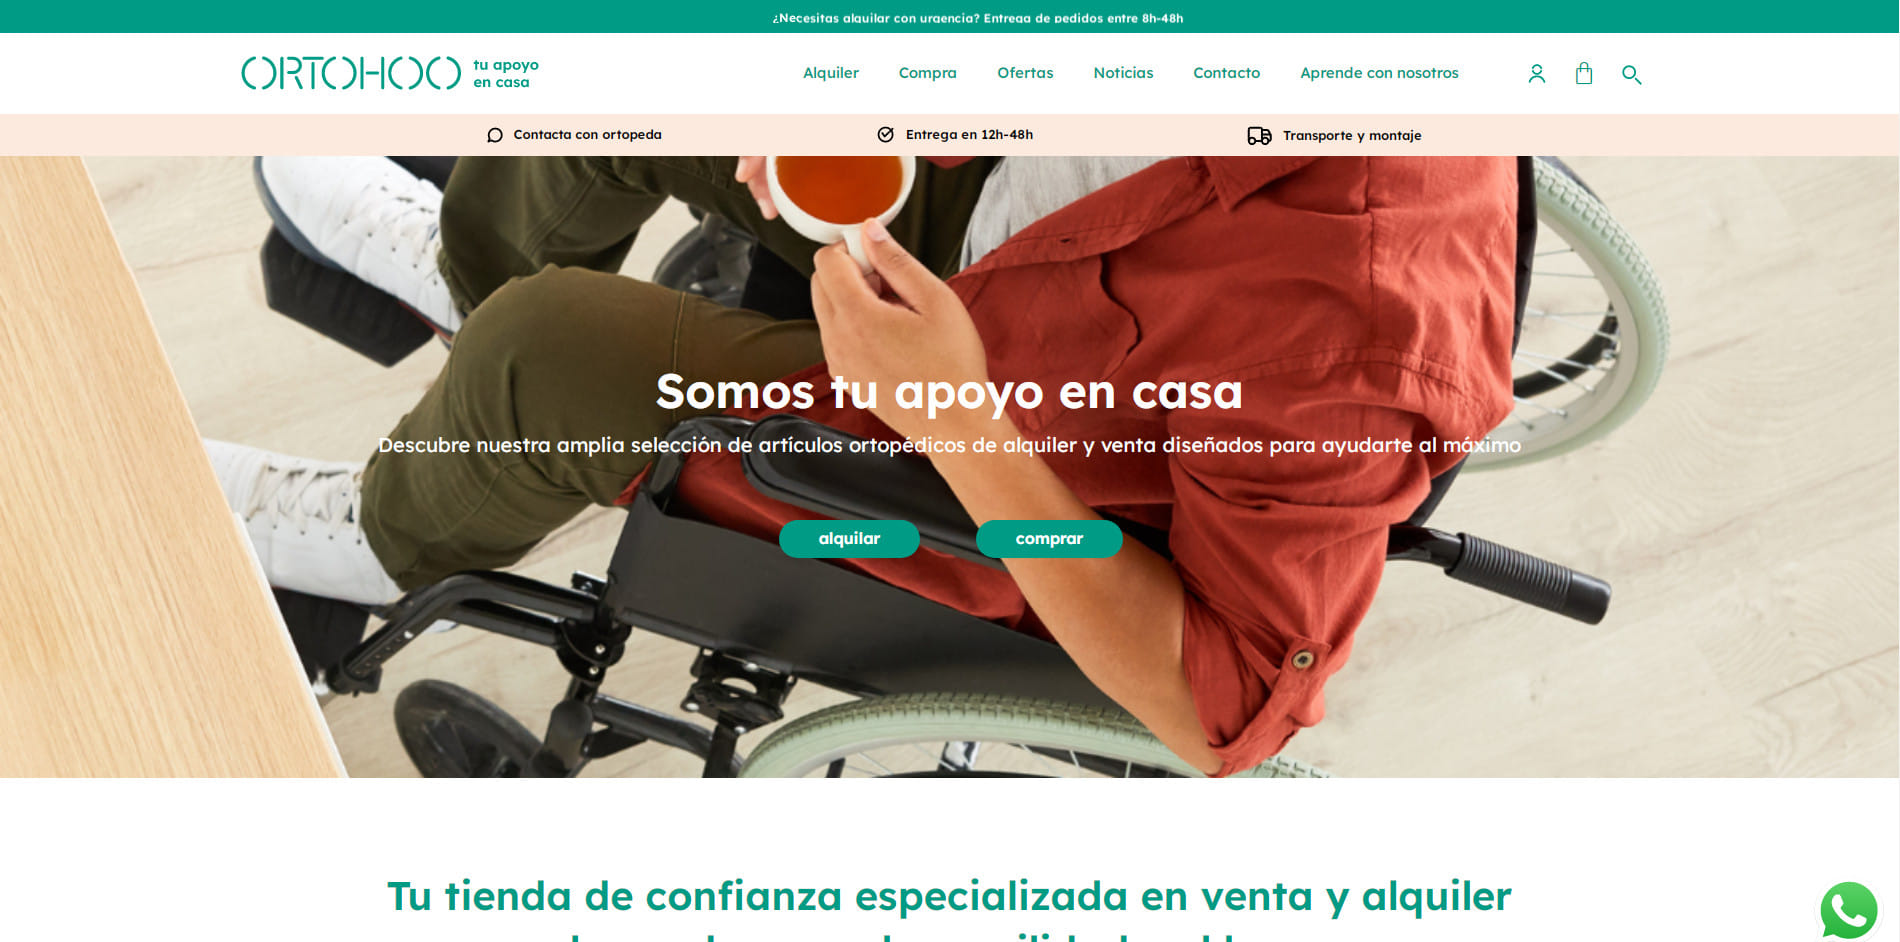 ¿Necesitas alquilar con urgencia? Entrega de pedidos entre 8h-48h
ORTOHOO
tu apoyo
en casa
Alquiler
Compra
Ofertas
Noticias
Contacto
Aprende con nosotros
Contacta con ortopeda
Entrega en 12h-48h
Transporte y montaje
Somos tu apoyo en casa
Descubre nuestra amplia selección de artículos ortopédicos de alquiler y venta diseñados para ayudarte al máximo
alquilar
comprar
Tu tienda de confianza especializada en venta y alquiler